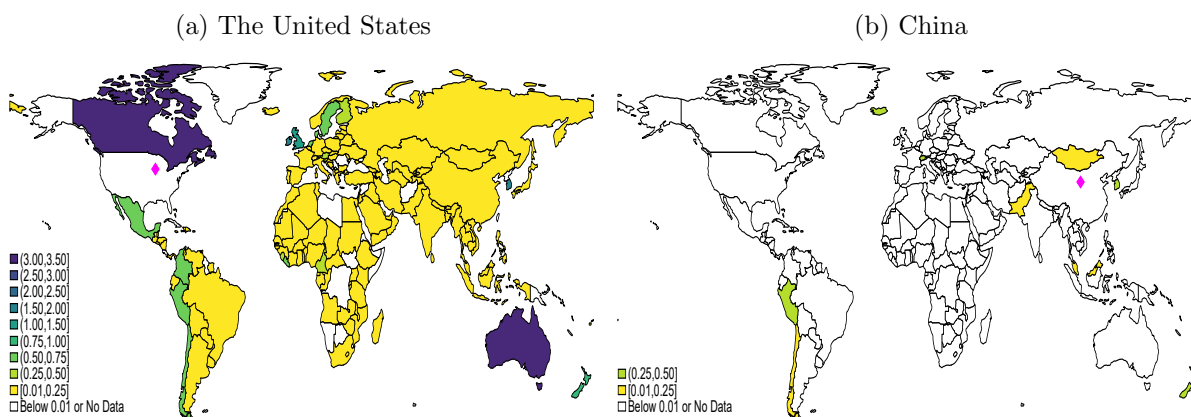 (a) The United States
(b) China
(3.00,3.50]
(2.50,3.00]
(2.00,2.50]
(1.50,2.00]
(1.00,1.50]
(0.75,1.00]
(0.50,0.75]
(0.25,0.50]
[0.01,0.25]
Below 0.01 or No Data
(0.25,0.50]
[0.01,0.25]
Below 0.01 or No Data